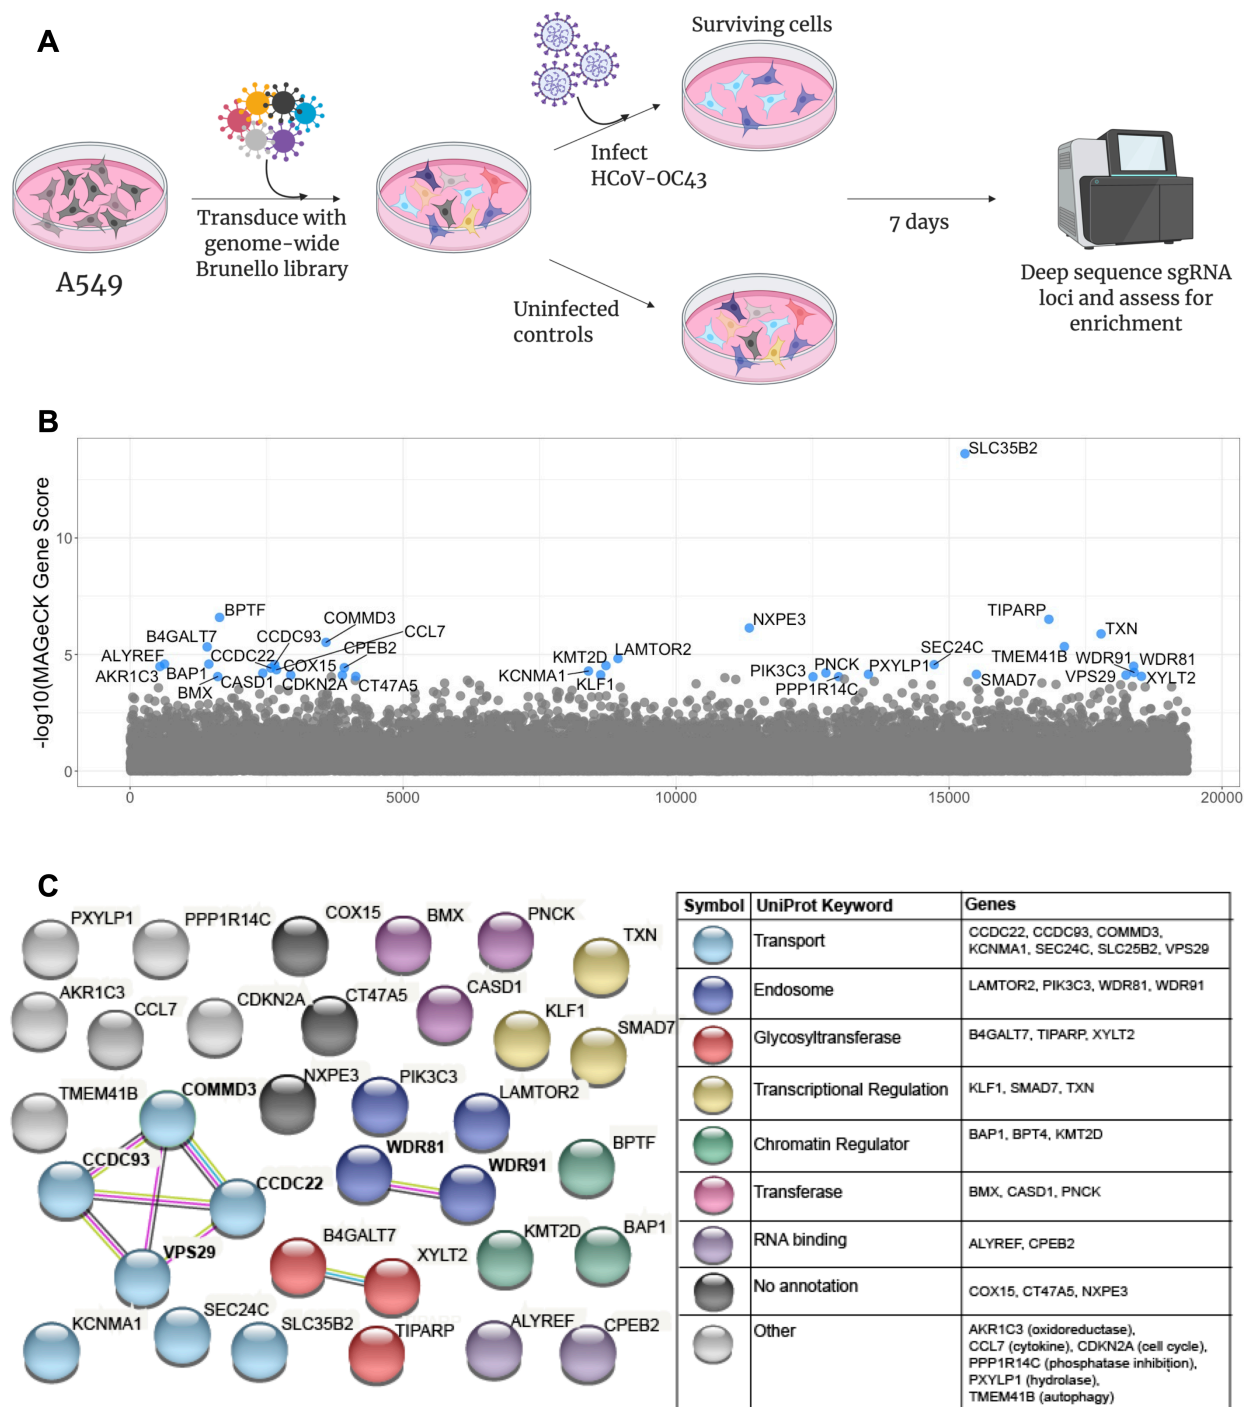 A
Surviving cells
Infect
HCoV-OC43
Transduce with
genome-wide
Brunello library
A549
7 days
Uninfected
controls
Deep sequence sgRNA
loci and assess for
enrichment
B
-log10(MAGeCK Gene Score)
10
5
0
0
5000
10000
15000
20000
SLC35B2
BPTF
COMMD3
B4GALT7
CCDC93
CCL7
CPEB2
ALYREF
CCDC22
COX15
AKR1C3
BAP1
CASD1
CDKN2A
CT47A5
BMX
KMT2D
LAMTOR2
KCNMA1
KLF1
NXPE3
TIPARP
TXN
SEC24C
TMEM41B
WDR91
WDR81
PIK3C3
PNCK
PXYLP1
VPS29
XYLT2
PPP1R14C
SMAD7
C
PXYLP1
PPP1R14C
COX15
BMX
PNCK
TXN
AKR1C3
CCL7
CDKN2A
CT47A5
CASD1
KLF1
SMAD7
TMEM41B
COMMD3
NXPE3
PIK3C3
LAMTOR2
CCDC93
CCDC22
WDR81
WDR91
BPTF
VPS29
B4GALT7
XYLT2
KMT2D
BAP1
KCNMA1
SEC24C
SLC35B2
TIPARP
ALYREF
CPEB2
Symbol UniProt Keyword Genes
Transport CCDC22, CCDC93, COMMD3,
KCNMA1, SEC24C, SLC25B2, VPS29
Endosome LAMTOR2, PIK3C3, WDR81, WDR91
Glycosyltransferase B4GALT7, TIPARP, XYLT2
Transcriptional Regulation KLF1, SMAD7, TXN
Chromatin Regulator BAP1, BPT4, KMT2D
Transferase BMX, CASD1, PNCK
RNA binding ALYREF, CPEB2
No annotation COX15, CT47A5, NXPE3
Other AKR1C3 (oxidoreductase),
CCL7 (cytokine), CDKN2A (cell cycle),
PPP1R14C (phosphatase inhibition),
PXYLP1 (hydrolase),
TMEM41B (autophagy)